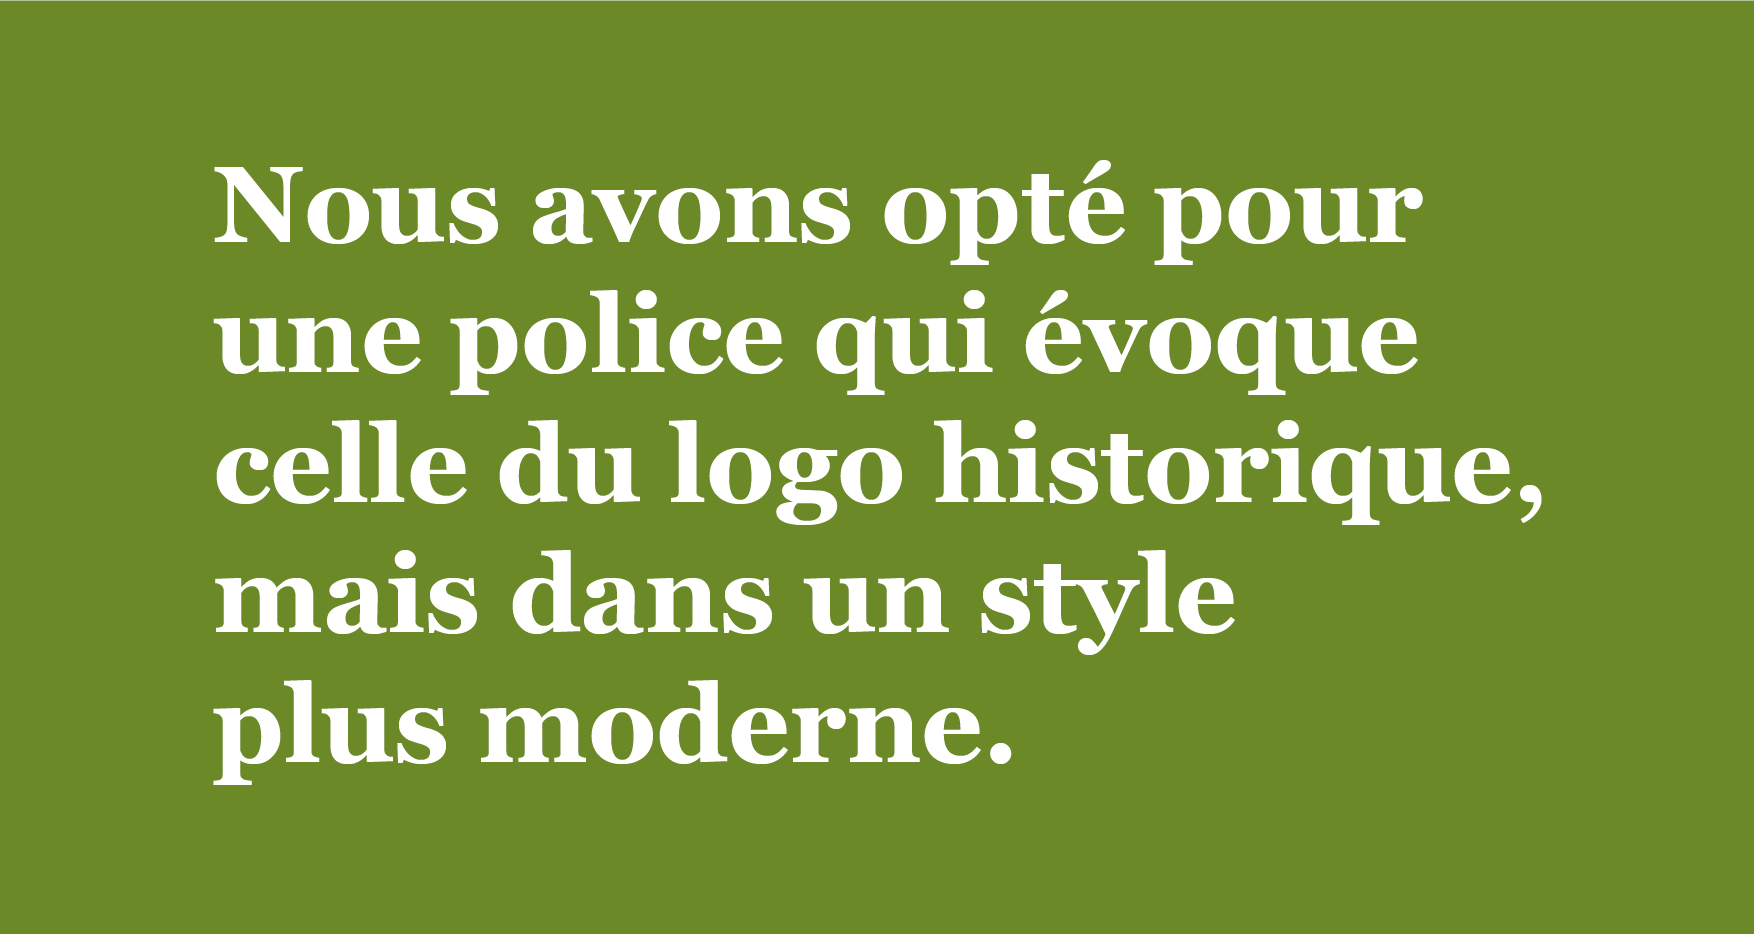 Nous avons opté pour
une police qui évoque
celle du logo historique,
mais dans un style
plus moderne.